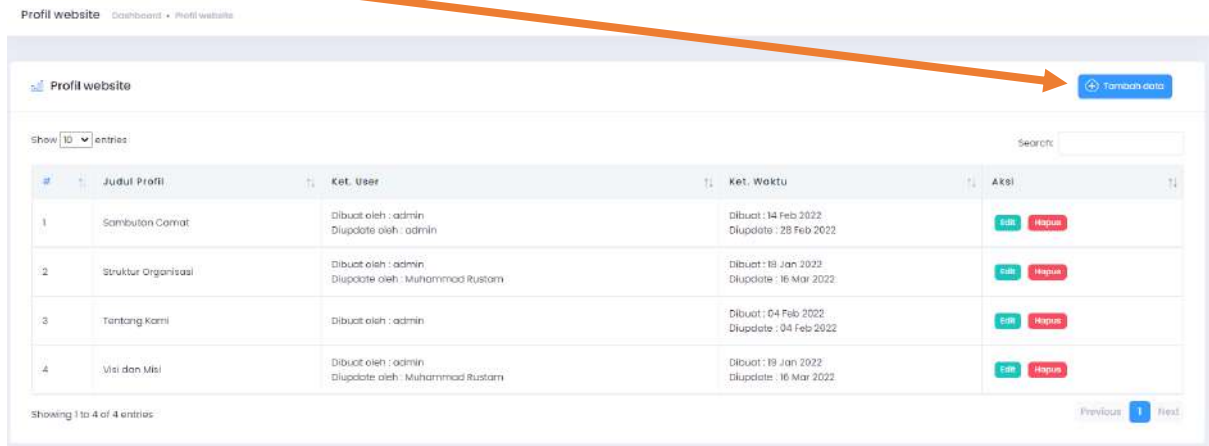 Profil website Dashboard • Profil website
Profil website
Tambah data
Show 10 entries
Search:
# Judul Profil Ket. User Ket. Waktu Aksi
1 Sambutan Camat Dibuat oleh : admin Dibuat : 14 Feb 2022 Edit Hapus
Diupdate oleh : admin Diupdate : 28 Feb 2022
2 Struktur Organisasi Dibuat oleh : admin Dibuat : 19 Jan 2022 Edit Hapus
Diupdate oleh : Muhammad Rustam Diupdate : 16 Mar 2022
3 Tentang Kami Dibuat oleh : admin Dibuat : 04 Feb 2022 Edit Hapus
Diupdate : 04 Feb 2022
4 Visi dan Misi Dibuat oleh : admin Dibuat : 19 Jan 2022 Edit Hapus
Diupdate oleh : Muhammad Rustam Diupdate : 16 Mar 2022
Showing 1 to 4 of 4 entries
Previous 1 Next